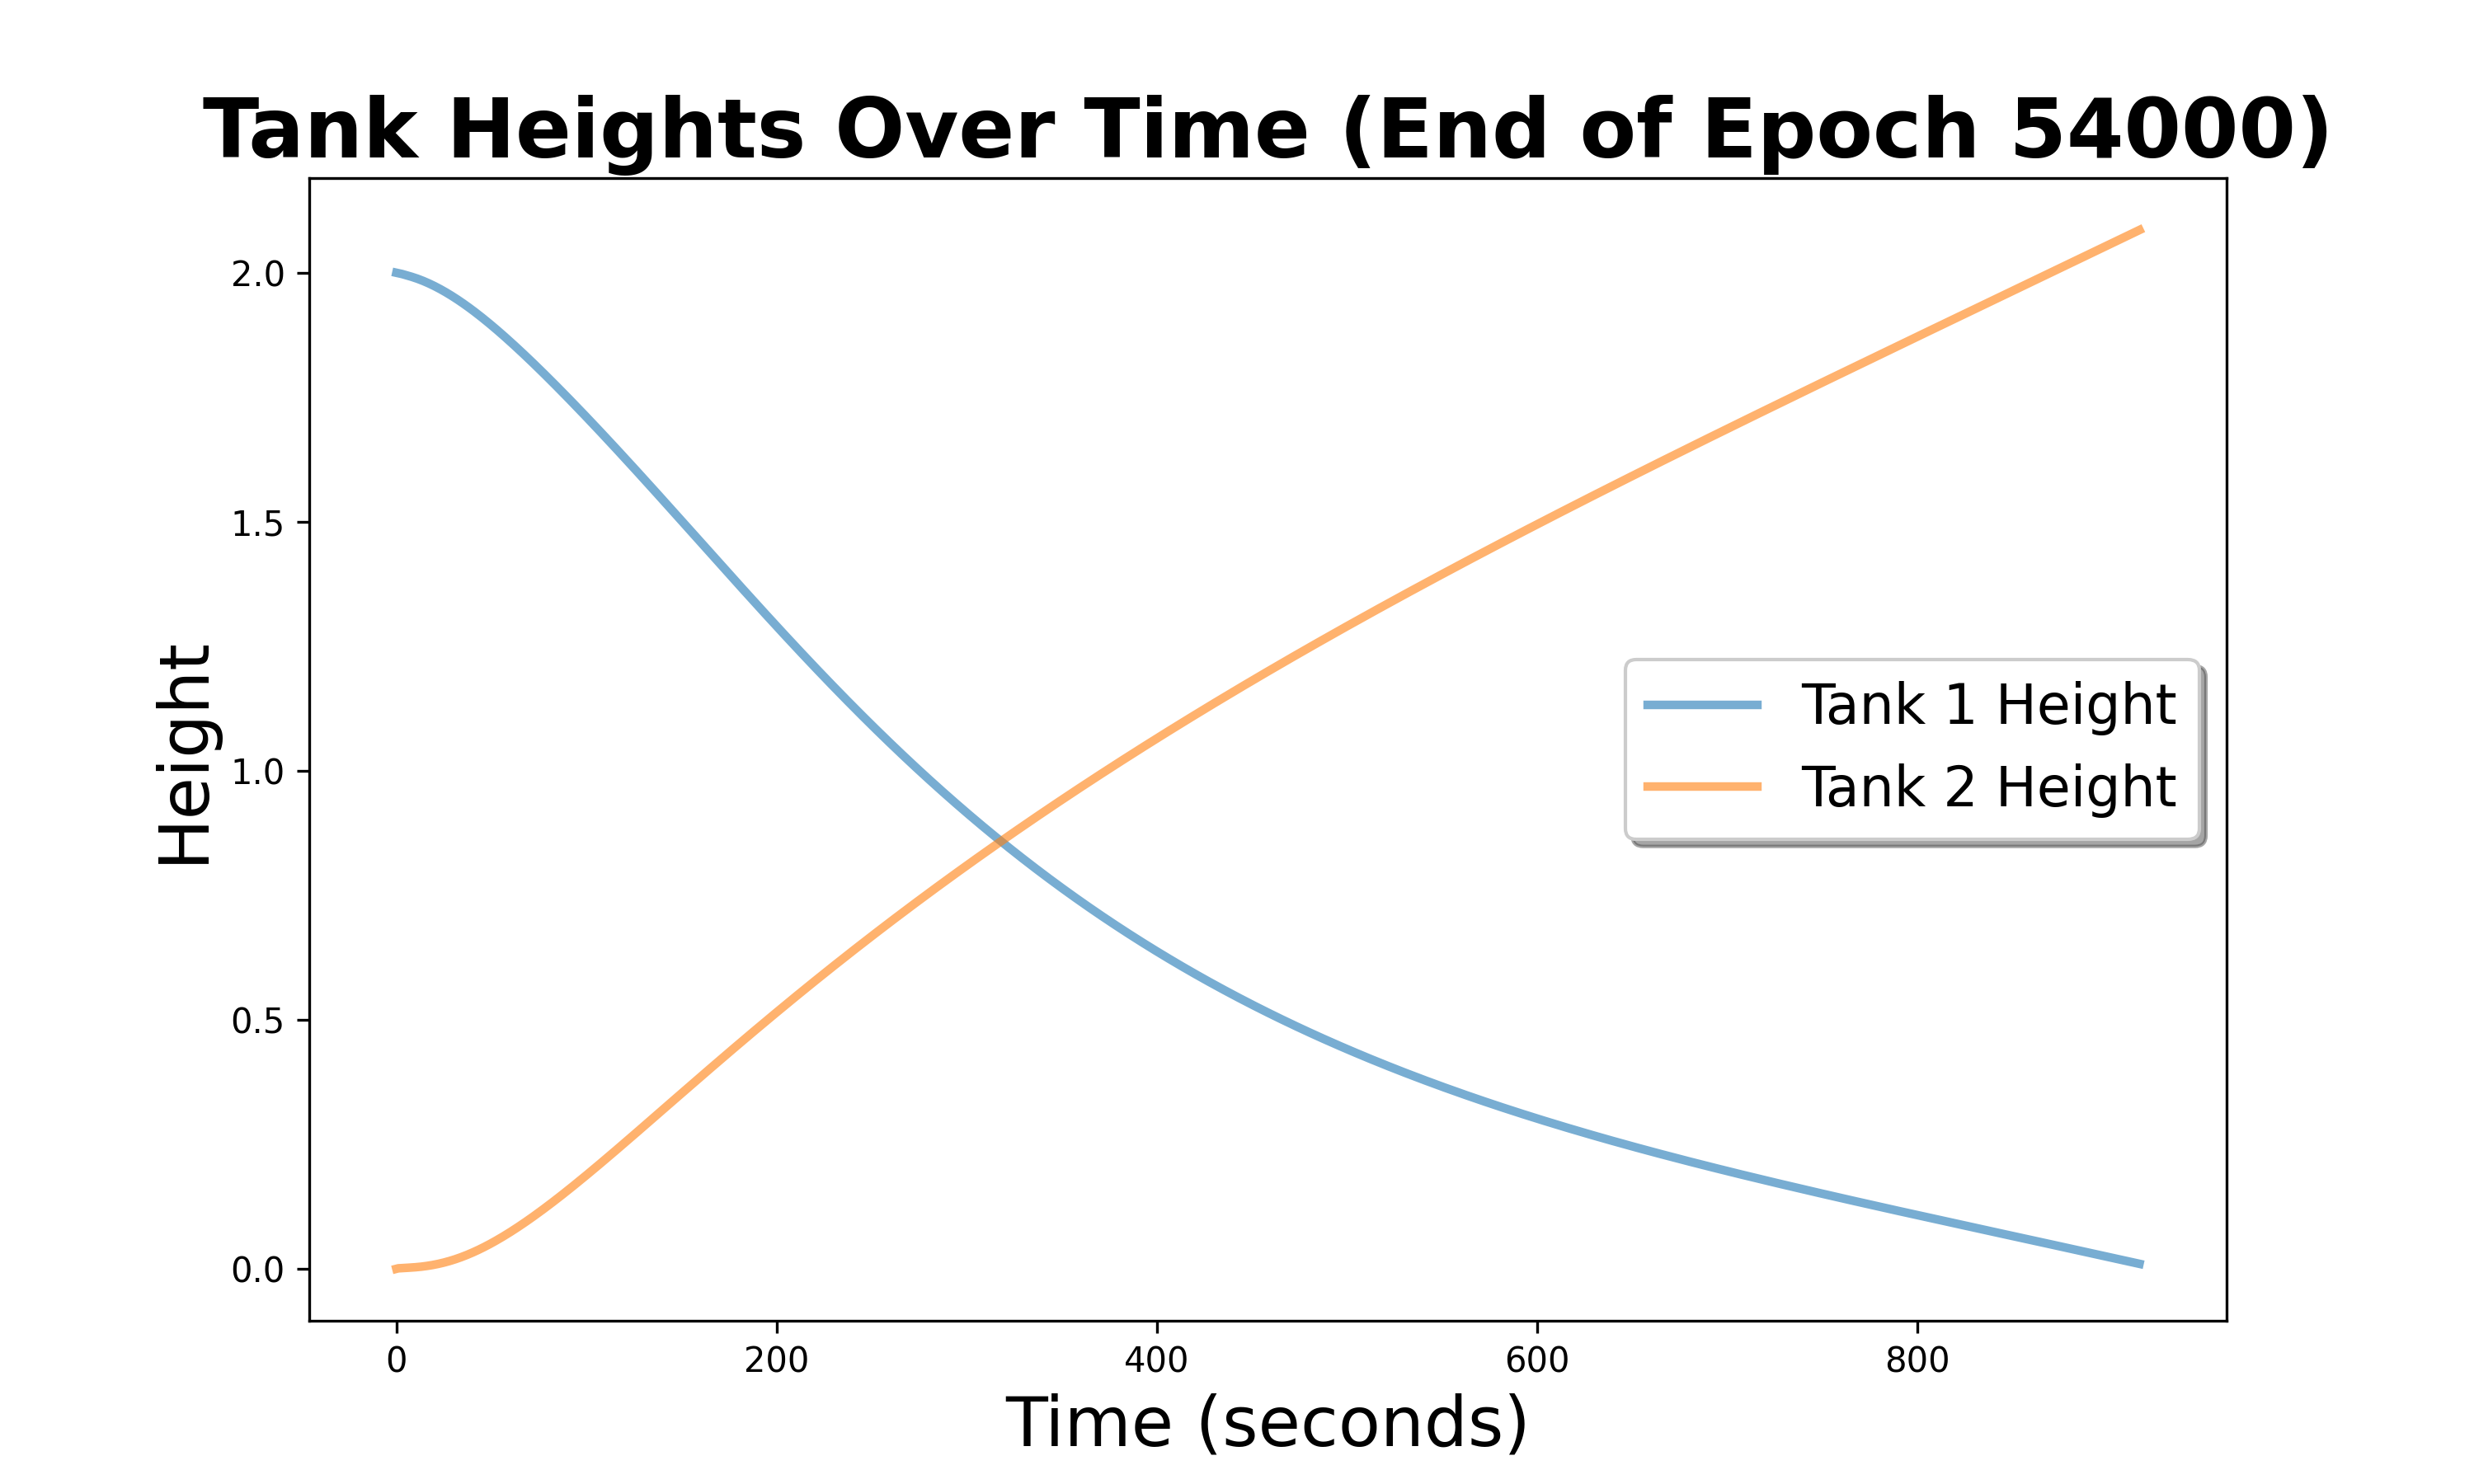 Tank Heights Over Time (End of Epoch 54000)
Height
2.0
1.5
1.0
0.5
0.0
Tank 1 Height
Tank 2 Height
0 200 400 600 800
Time (seconds)